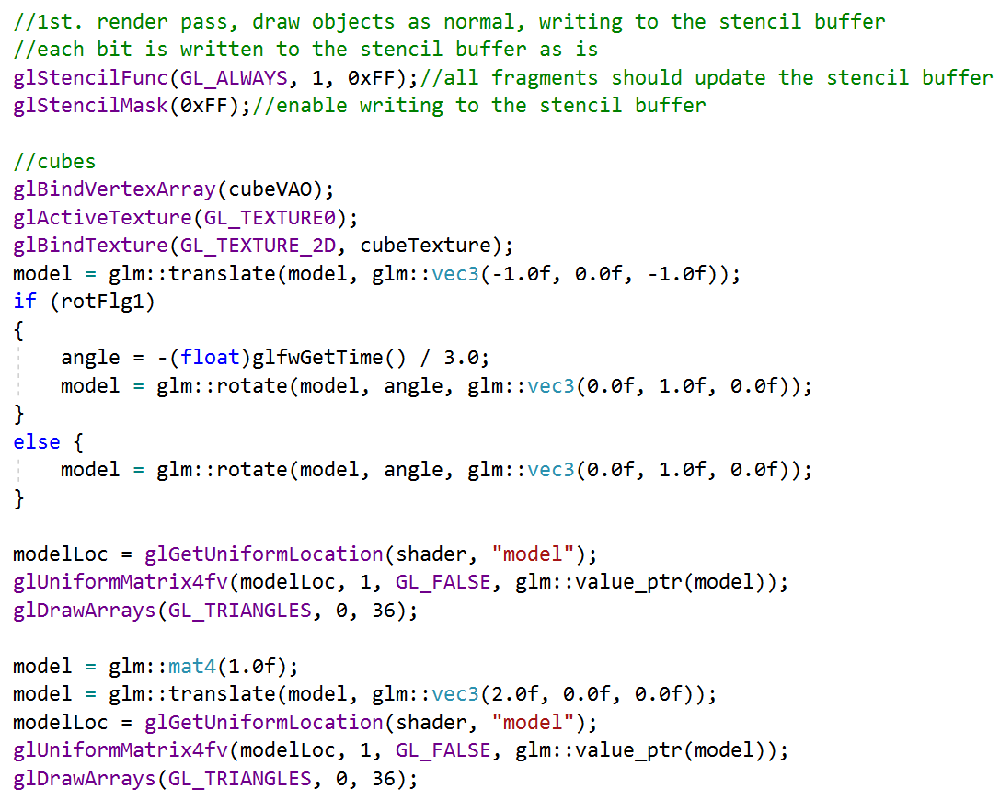 //1st. render pass, draw objects as normal, writing to the stencil buffer
//each bit is written to the stencil buffer as is
glStencilFunc(GL_ALWAYS, 1, 0xFF);//all fragments should update the stencil buffer
glStencilMask(0xFF);//enable writing to the stencil buffer

//cubes
glBindVertexArray(cubeVAO);
glActiveTexture(GL_TEXTURE0);
glBindTexture(GL_TEXTURE_2D, cubeTexture);
model = glm::translate(model, glm::vec3(-1.0f, 0.0f, -1.0f));
if (rotFlg1)
{
    angle = -(float)glfwGetTime() / 3.0;
    model = glm::rotate(model, angle, glm::vec3(0.0f, 1.0f, 0.0f));
}
else {
    model = glm::rotate(model, angle, glm::vec3(0.0f, 1.0f, 0.0f));
}

modelLoc = glGetUniformLocation(shader, "model");
glUniformMatrix4fv(modelLoc, 1, GL_FALSE, glm::value_ptr(model));
glDrawArrays(GL_TRIANGLES, 0, 36);

model = glm::mat4(1.0f);
model = glm::translate(model, glm::vec3(2.0f, 0.0f, 0.0f));
modelLoc = glGetUniformLocation(shader, "model");
glUniformMatrix4fv(modelLoc, 1, GL_FALSE, glm::value_ptr(model));
glDrawArrays(GL_TRIANGLES, 0, 36);